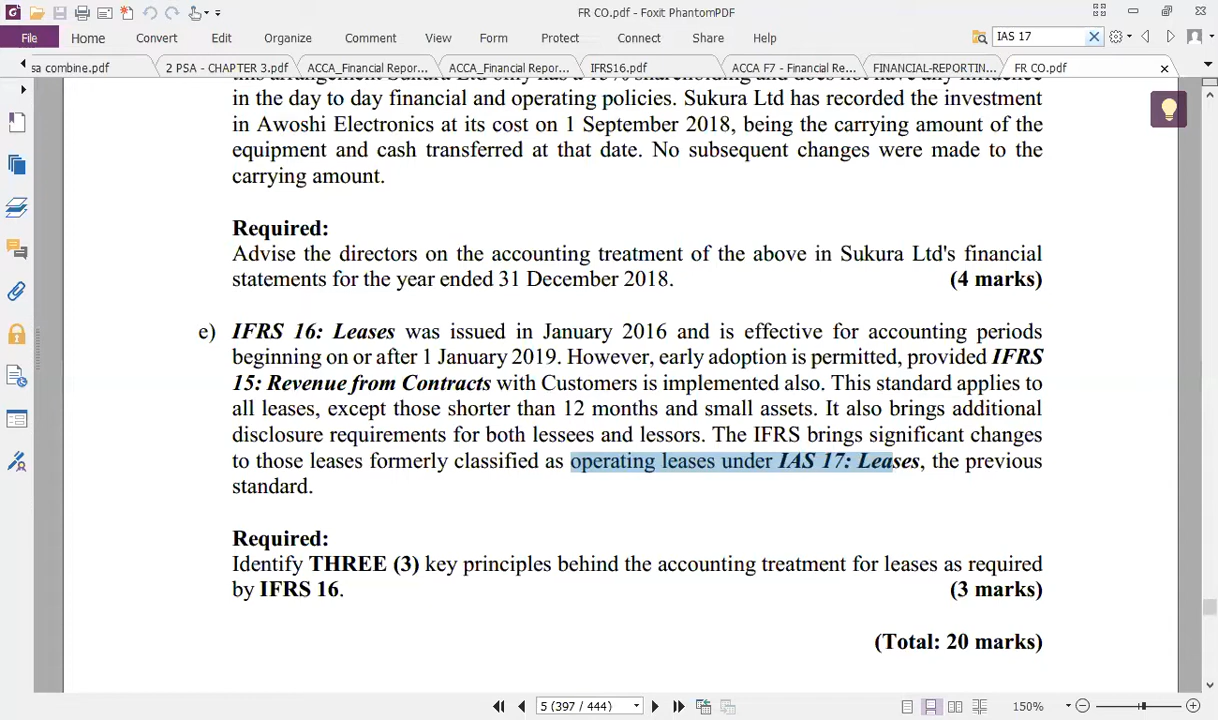 FR CO.pdf - Foxit PhantomPDF
File Home Convert Edit Organize Comment View Form Protect Connect Share Help IAS 17
sa combine.pdf 2 PSA - CHAPTER 3.pdf ACCA_Financial Repor... ACCA_Financial Repor... IFRS16.pdf ACCA F7 - Financial Re... FINANCIAL-REPORTIN... FR CO.pdf
in the day to day financial and operating policies. Sukura Ltd has recorded the investment
in Awoshi Electronics at its cost on 1 September 2018, being the carrying amount of the
equipment and cash transferred at that date. No subsequent changes were made to the
carrying amount.
Required:
Advise the directors on the accounting treatment of the above in Sukura Ltd's financial
statements for the year ended 31 December 2018. (4 marks)
e) IFRS 16: Leases was issued in January 2016 and is effective for accounting periods
beginning on or after 1 January 2019. However, early adoption is permitted, provided IFRS
15: Revenue from Contracts with Customers is implemented also. This standard applies to
all leases, except those shorter than 12 months and small assets. It also brings additional
disclosure requirements for both lessees and lessors. The IFRS brings significant changes
to those leases formerly classified as operating leases under IAS 17: Leases, the previous
standard.
Required:
Identify THREE (3) key principles behind the accounting treatment for leases as required
by IFRS 16. (3 marks)
(Total: 20 marks)
5 (397 / 444) 150%